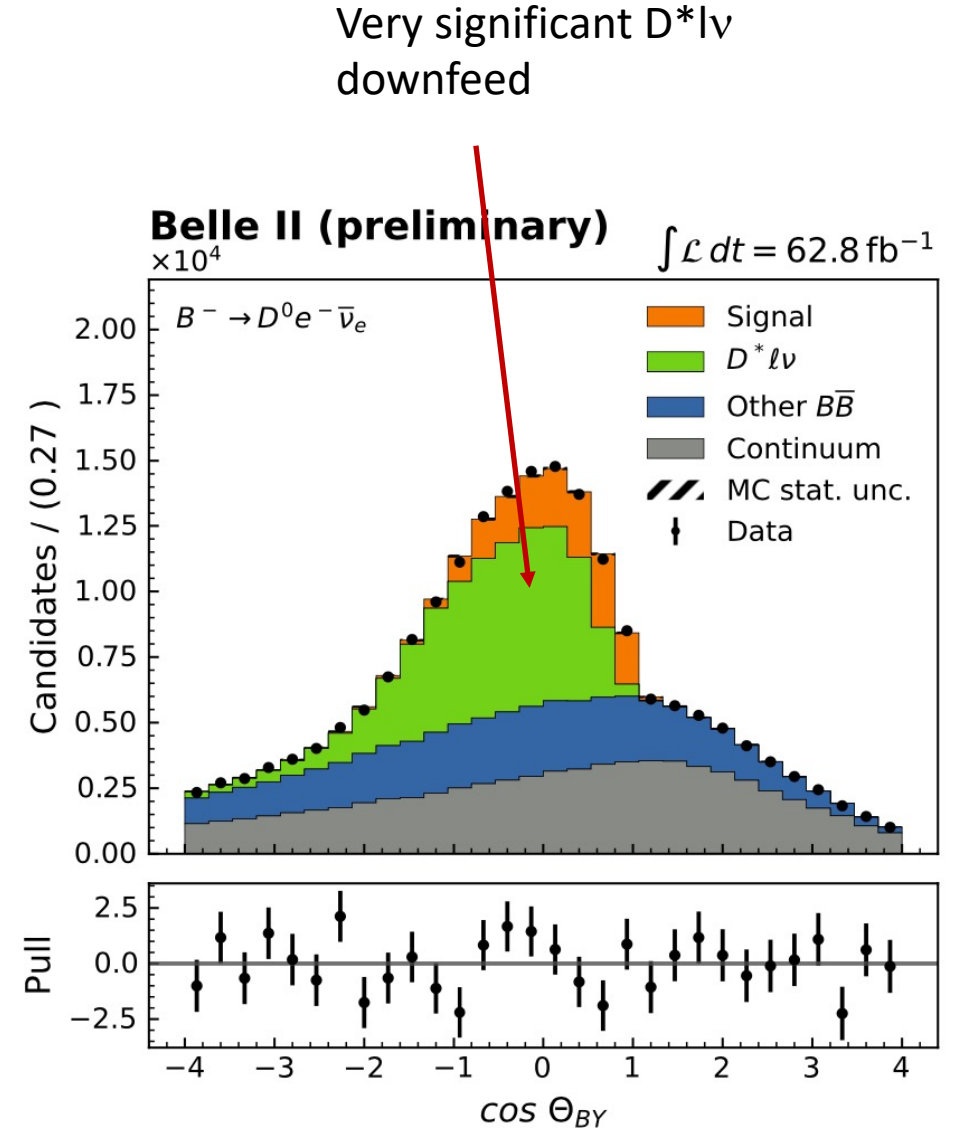 Very significant D*lν
downfeed
Belle II (preliminary)
×10⁴
∫ℒ dt = 62.8 fb⁻¹
B⁻ → D⁰e⁻ν̅ₑ
Signal
D*ℓν
Other BB̅
Continuum
MC stat. unc.
Data
Candidates / (0.27 )
2.00
1.75
1.50
1.25
1.00
0.75
0.50
0.25
0.00
Pull
2.5
0.0
−2.5
−4 −3 −2 −1 0 1 2 3 4
cos Θ_BY